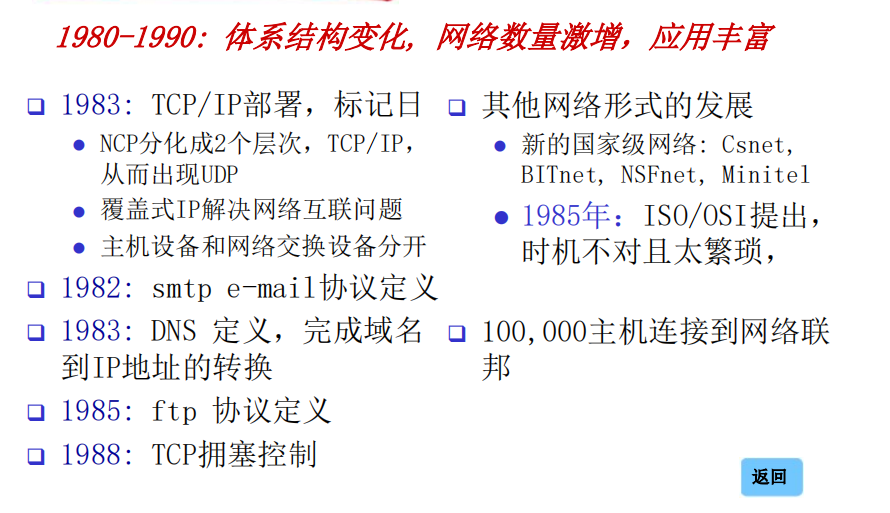 1980-1990: 体系结构变化, 网络数量激增，应用丰富
1983: TCP/IP部署，标记日
NCP分化成2个层次，TCP/IP，
从而出现UDP
覆盖式IP解决网络互联问题
主机设备和网络交换设备分开
1982: smtp e-mail协议定义
1983: DNS 定义，完成域名
到IP地址的转换
1985: ftp 协议定义
1988: TCP拥塞控制
其他网络形式的发展
新的国家级网络: Csnet,
BITnet, NSFnet, Minitel
1985年：ISO/OSI提出，
时机不对且太繁琐，
100,000主机连接到网络联
邦
返回